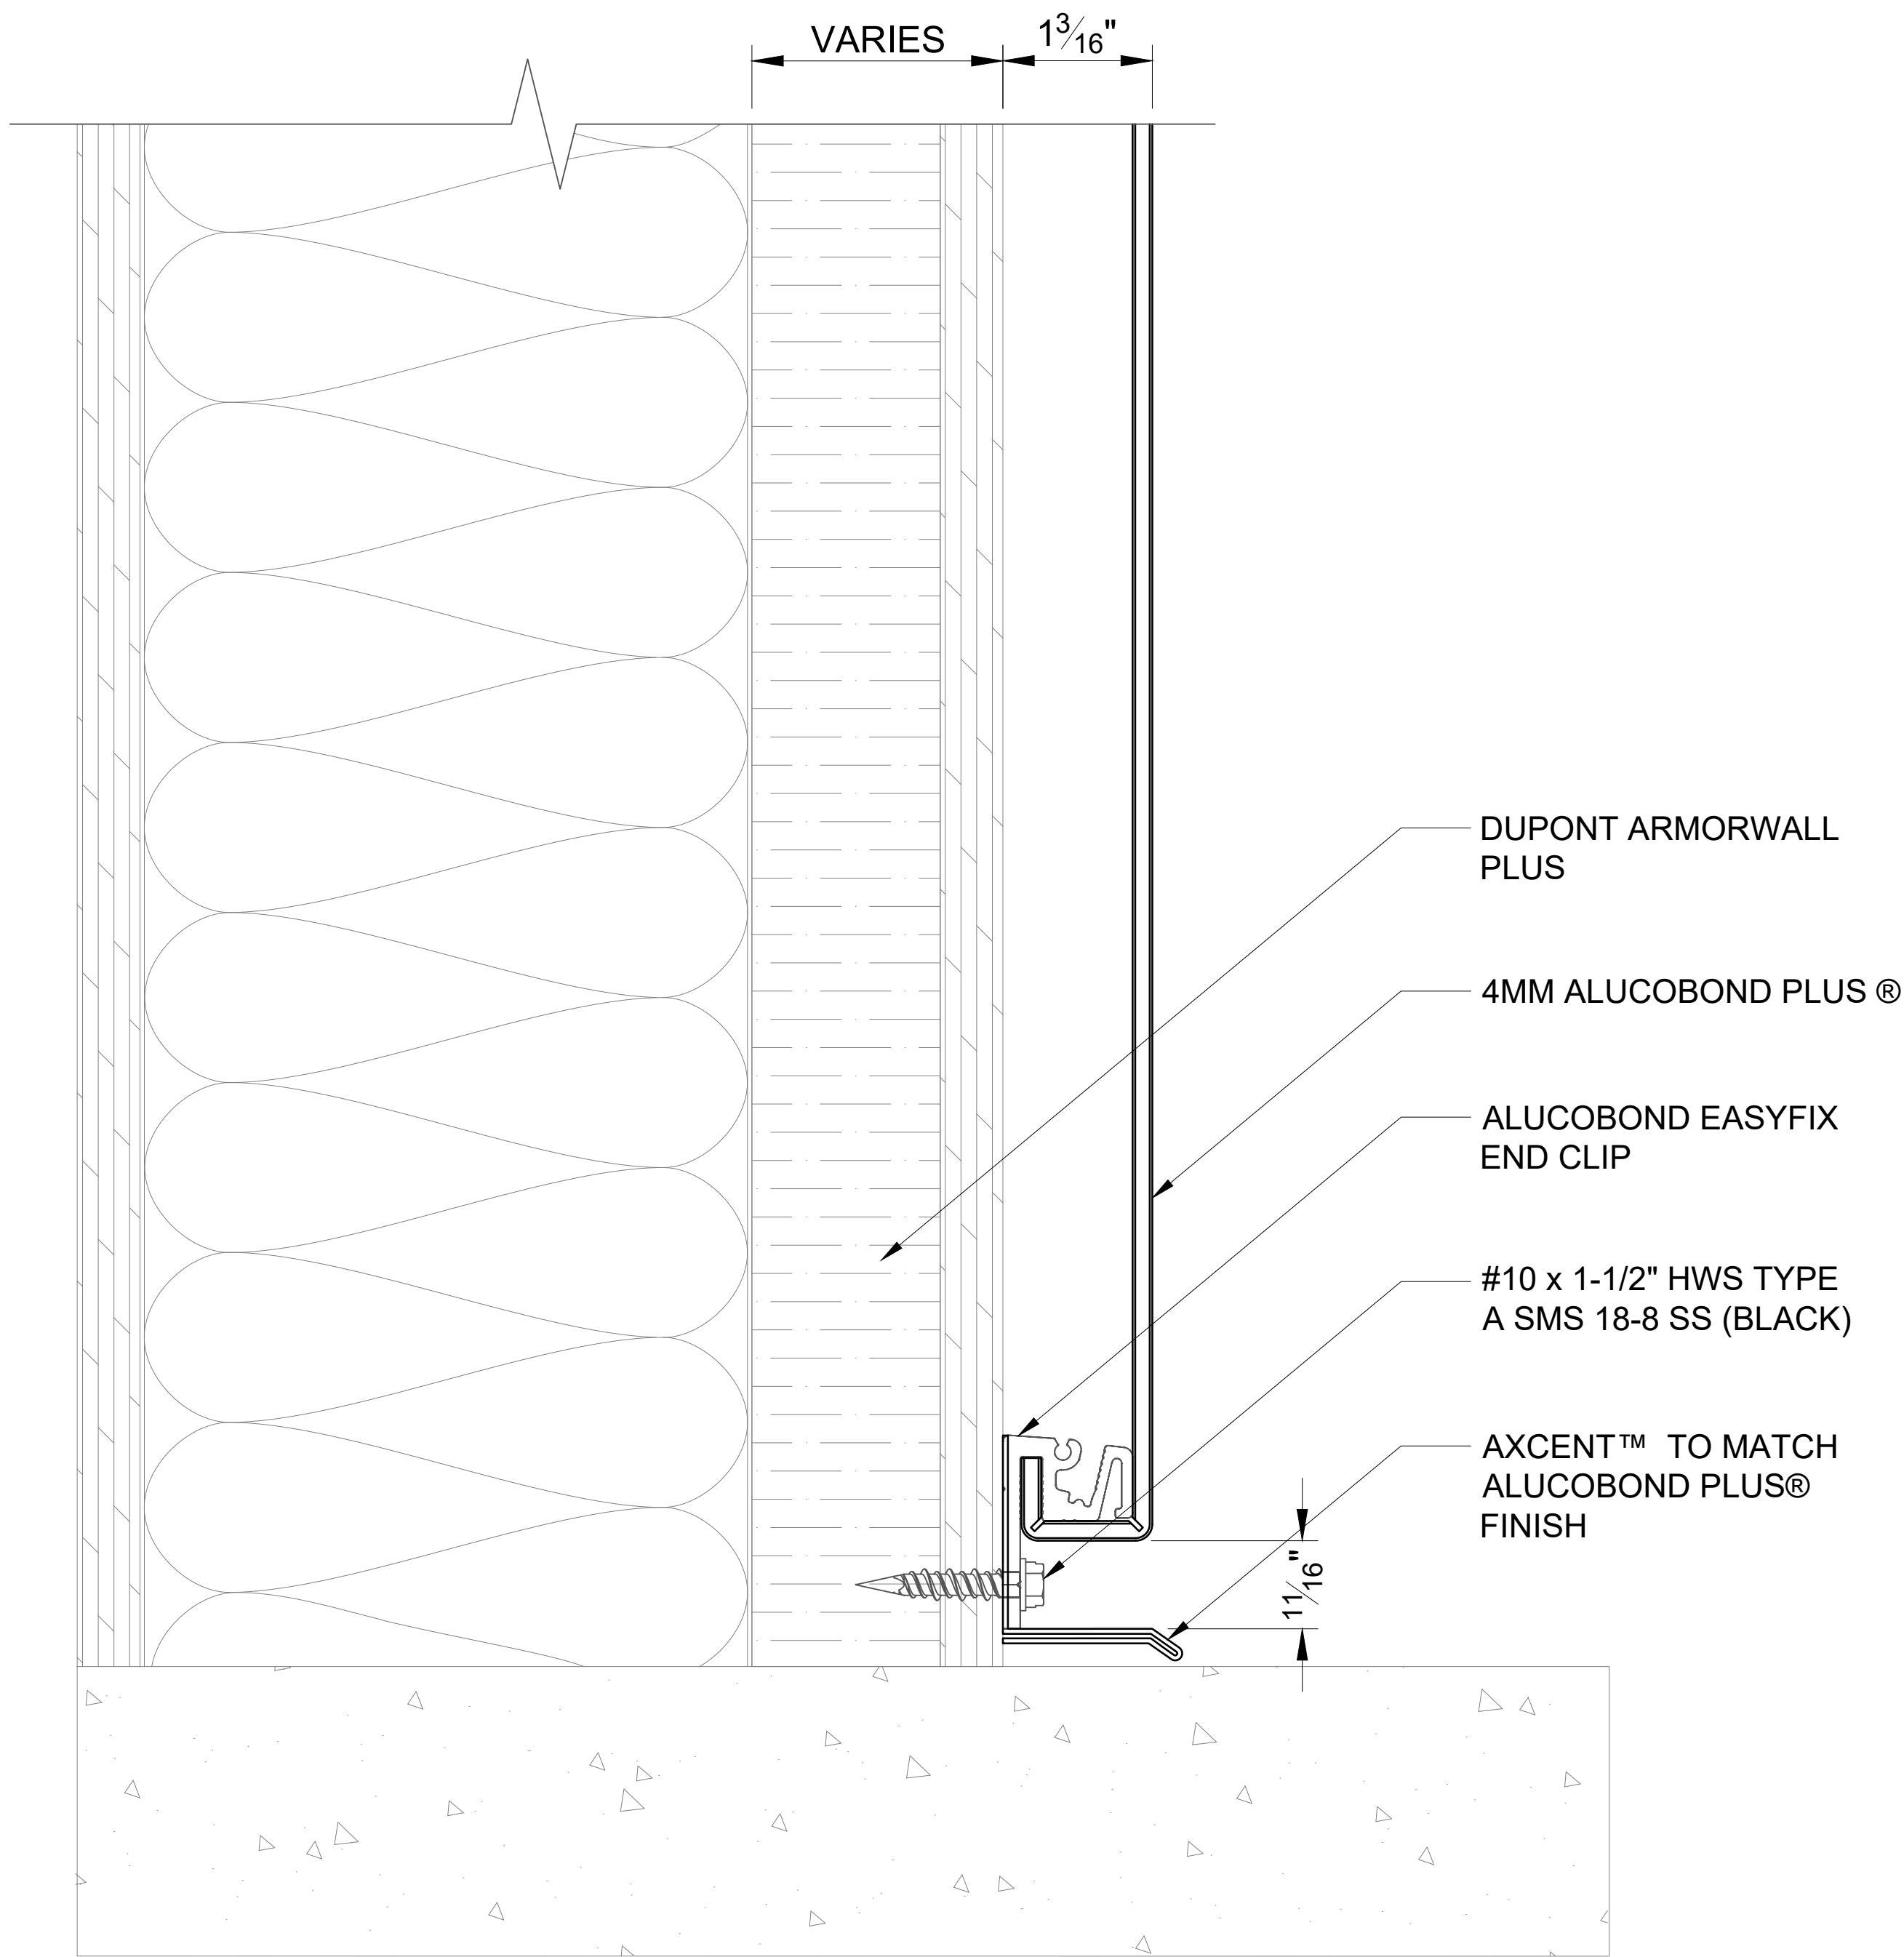 VARIES
1 3/16"
DUPONT ARMORWALL
PLUS
4MM ALUCOBOND PLUS ®
ALUCOBOND EASYFIX
END CLIP
#10 x 1-1/2" HWS TYPE
A SMS 18-8 SS (BLACK)
AXCENT™ TO MATCH
ALUCOBOND PLUS®
FINISH
11/16"